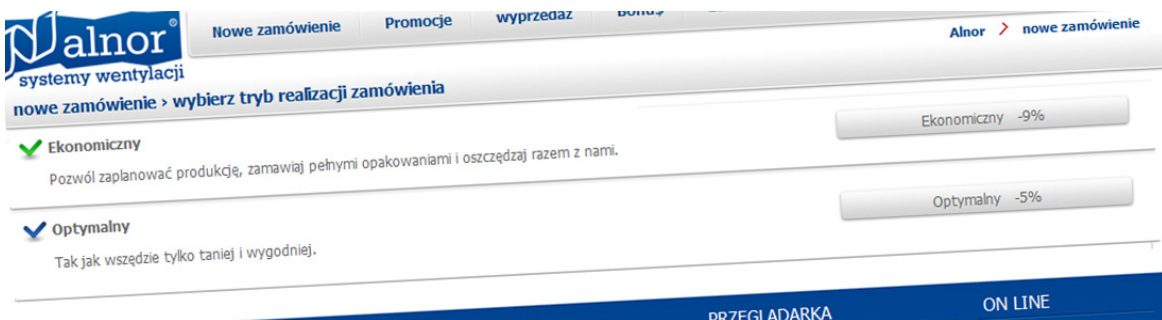 alnor®
systemy wentylacji
Nowe zamówienie
Promocje
wyprzedaż
Bonu$
Alnor > nowe zamówienie
nowe zamówienie › wybierz tryb realizacji zamówienia
Ekonomiczny
Ekonomiczny -9%
Pozwól zaplanować produkcję, zamawiaj pełnymi opakowaniami i oszczędzaj razem z nami.
Optymalny
Optymalny -5%
Tak jak wszędzie tylko taniej i wygodniej.
PRZEGLĄDARKA
ON LINE